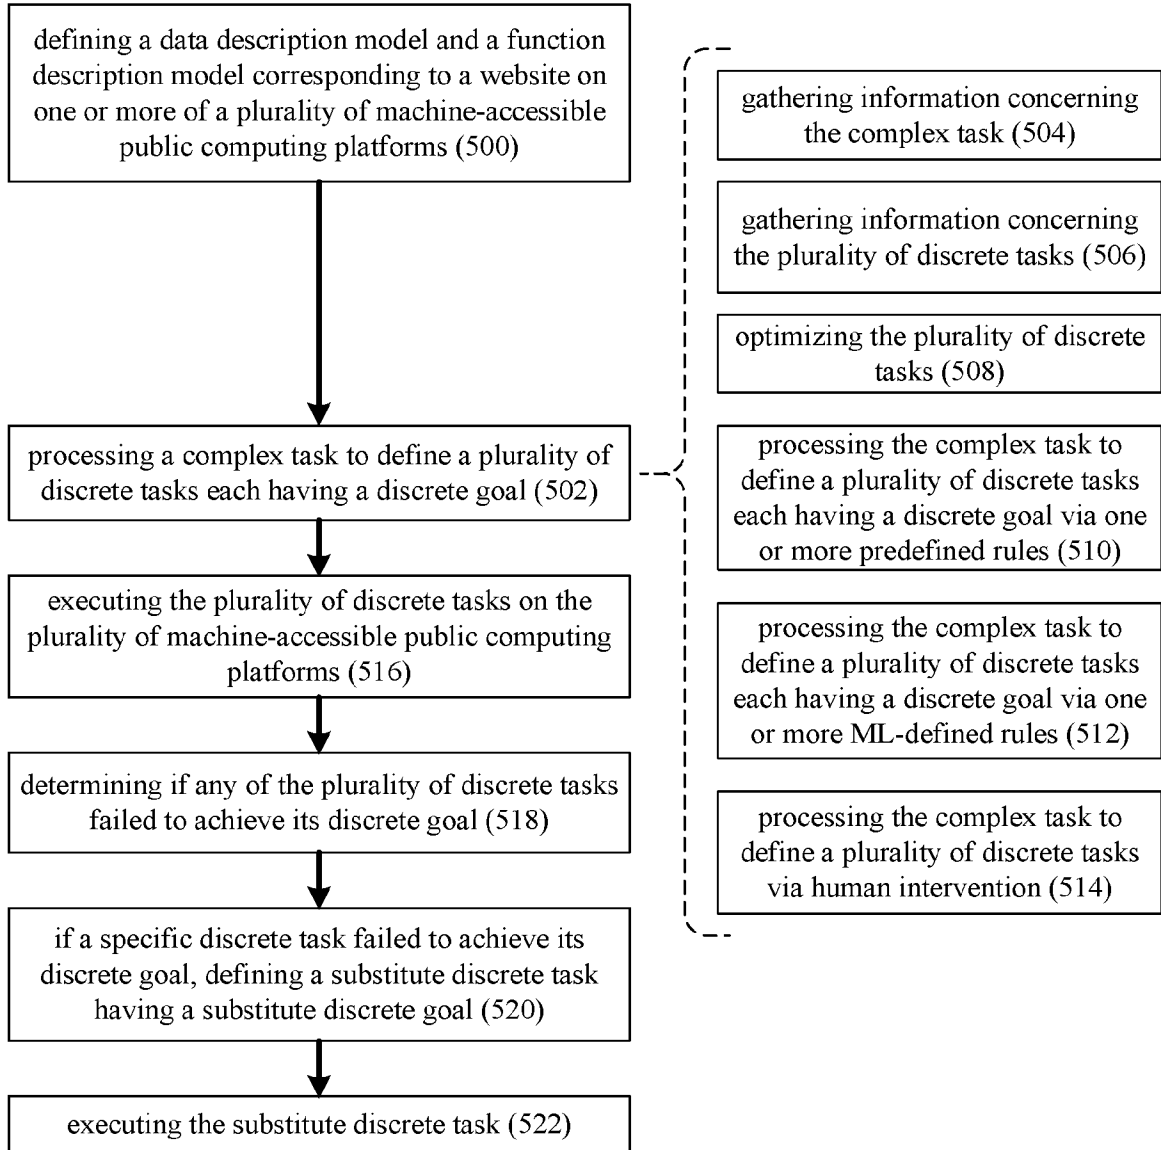 defining a data description model and a function
description model corresponding to a website on
one or more of a plurality of machine-accessible
public computing platforms (500)
processing a complex task to define a plurality of
discrete tasks each having a discrete goal (502)
executing the plurality of discrete tasks on the
plurality of machine-accessible public computing
platforms (516)
determining if any of the plurality of discrete tasks
failed to achieve its discrete goal (518)
if a specific discrete task failed to achieve its
discrete goal, defining a substitute discrete task
having a substitute discrete goal (520)
executing the substitute discrete task (522)
gathering information concerning
the complex task (504)
gathering information concerning
the plurality of discrete tasks (506)
optimizing the plurality of discrete
tasks (508)
processing the complex task to
define a plurality of discrete tasks
each having a discrete goal via one
or more predefined rules (510)
processing the complex task to
define a plurality of discrete tasks
each having a discrete goal via one
or more ML-defined rules (512)
processing the complex task to
define a plurality of discrete tasks
via human intervention (514)